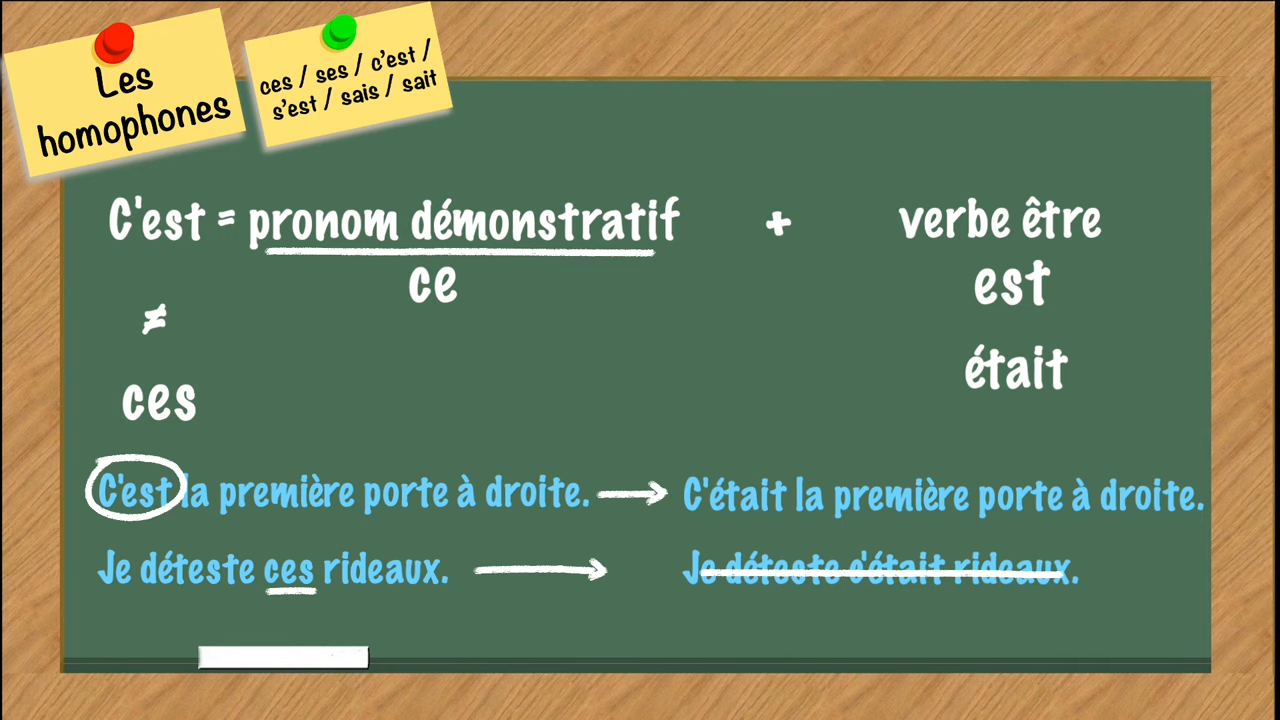 Les
homophones
ces / ses / c'est /
s'est / sais / sait
C'est = pronom démonstratif + verbe être
ce est
≠ était
ces
C'est la première porte à droite. → C'était la première porte à droite.
Je déteste ces rideaux. → Je déteste c'était rideaux.